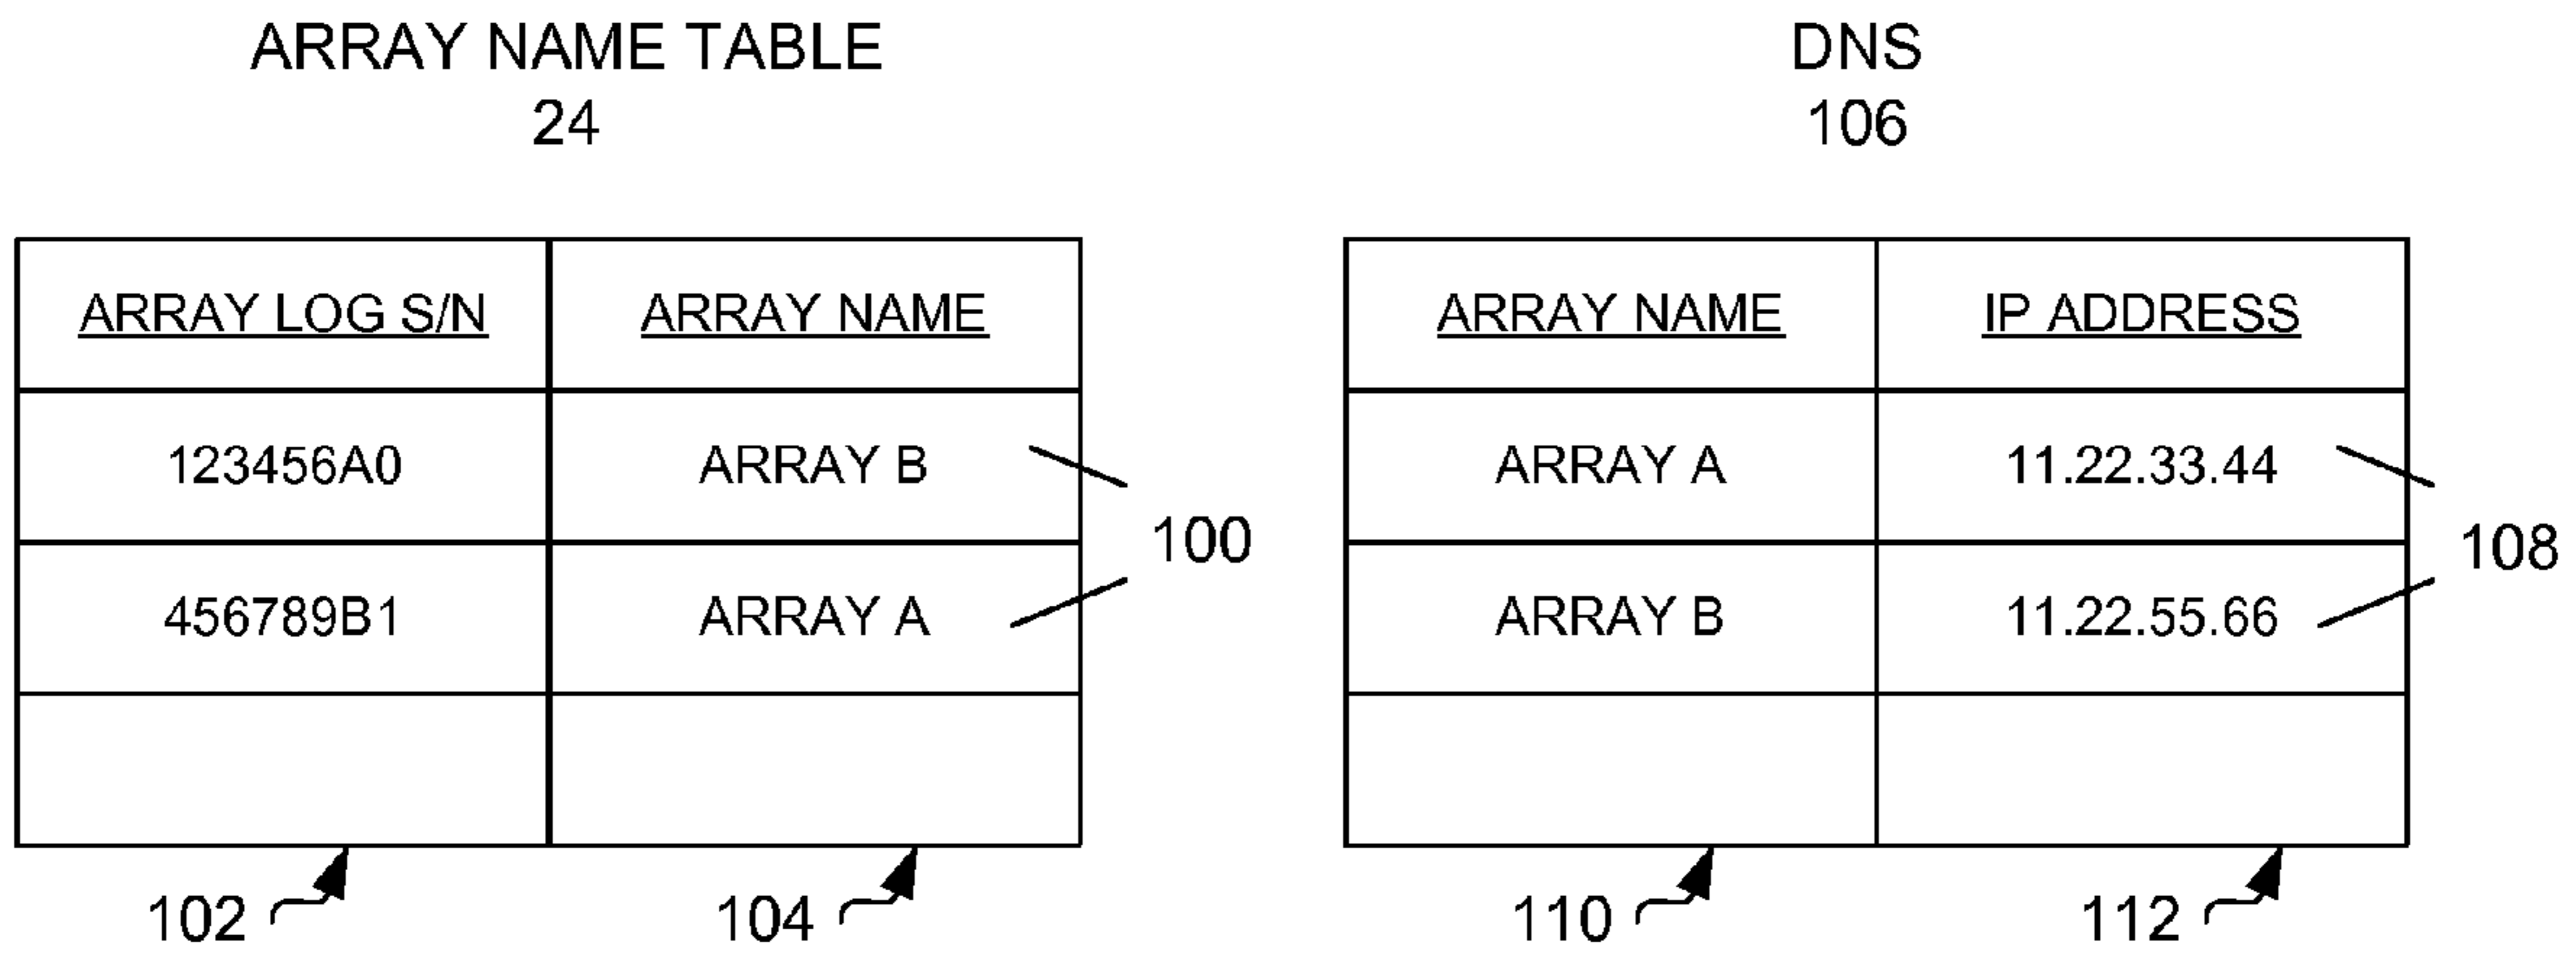 ARRAY NAME TABLE
24
ARRAY LOG S/N ARRAY NAME
123456A0 ARRAY B
456789B1 ARRAY A
100
102 104
DNS
106
ARRAY NAME IP ADDRESS
ARRAY A 11.22.33.44
ARRAY B 11.22.55.66
108
110 112